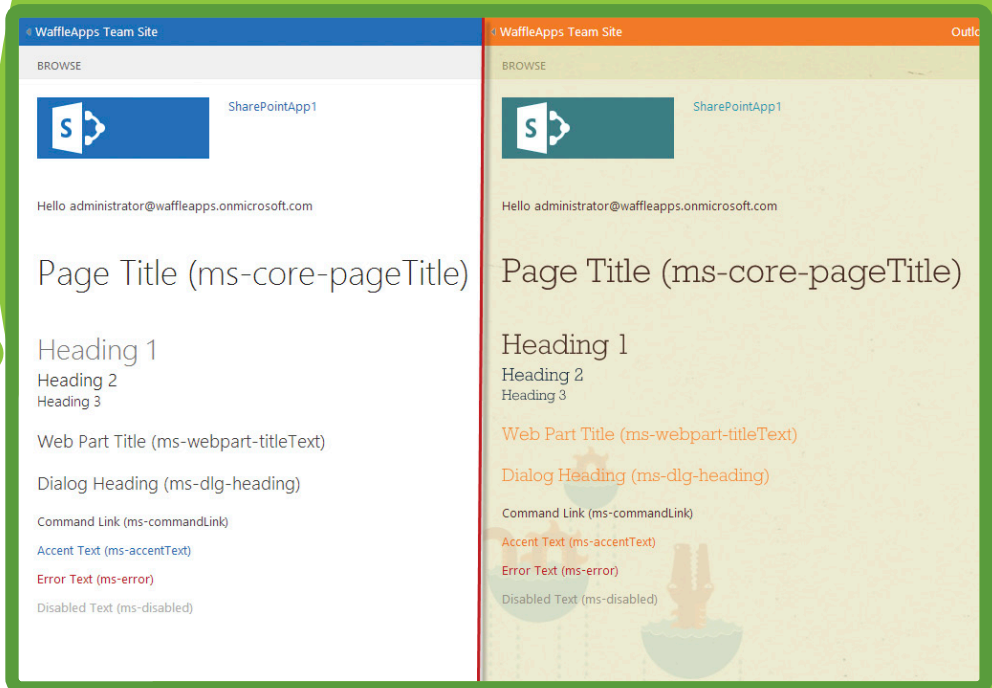 WaffleApps Team Site
BROWSE
S
SharePointApp1
Hello administrator@waffleapps.onmicrosoft.com
Page Title (ms-core-pageTitle)
Heading 1
Heading 2
Heading 3
Web Part Title (ms-webpart-titleText)
Dialog Heading (ms-dlg-heading)
Command Link (ms-commandLink)
Accent Text (ms-accentText)
Error Text (ms-error)
Disabled Text (ms-disabled)
WaffleApps Team Site
BROWSE
S
SharePointApp1
Hello administrator@waffleapps.onmicrosoft.com
Page Title (ms-core-pageTitle)
Heading 1
Heading 2
Heading 3
Web Part Title (ms-webpart-titleText)
Dialog Heading (ms-dlg-heading)
Command Link (ms-commandLink)
Accent Text (ms-accentText)
Error Text (ms-error)
Disabled Text (ms-disabled)